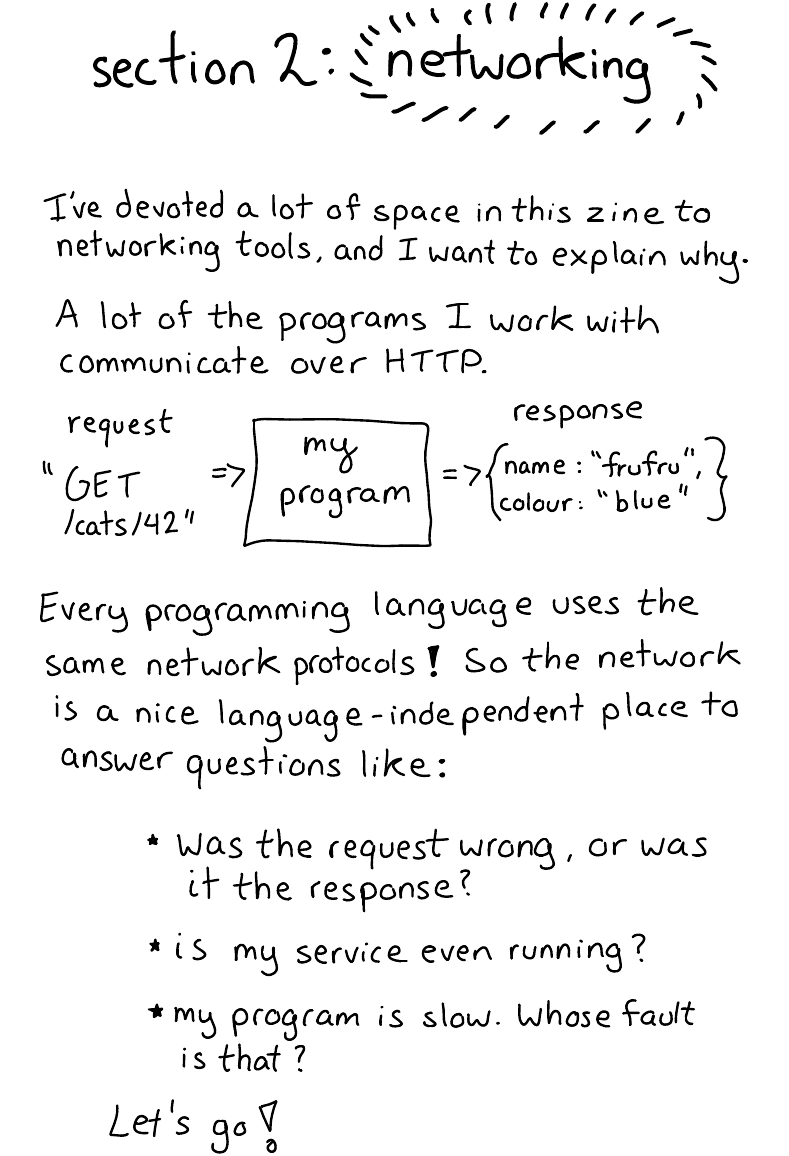 section 2: networking
I've devoted a lot of space in this zine to
networking tools, and I want to explain why.
A lot of the programs I work with
communicate over HTTP.
request
"GET
/cats/42"
=>
my
program
=>
response
{name: "frufru",
colour: "blue"}
Every programming language uses the
same network protocols! So the network
is a nice language-independent place to
answer questions like:
* was the request wrong, or was
it the response?
* is my service even running?
* my program is slow. Whose fault
is that?
Let's go!